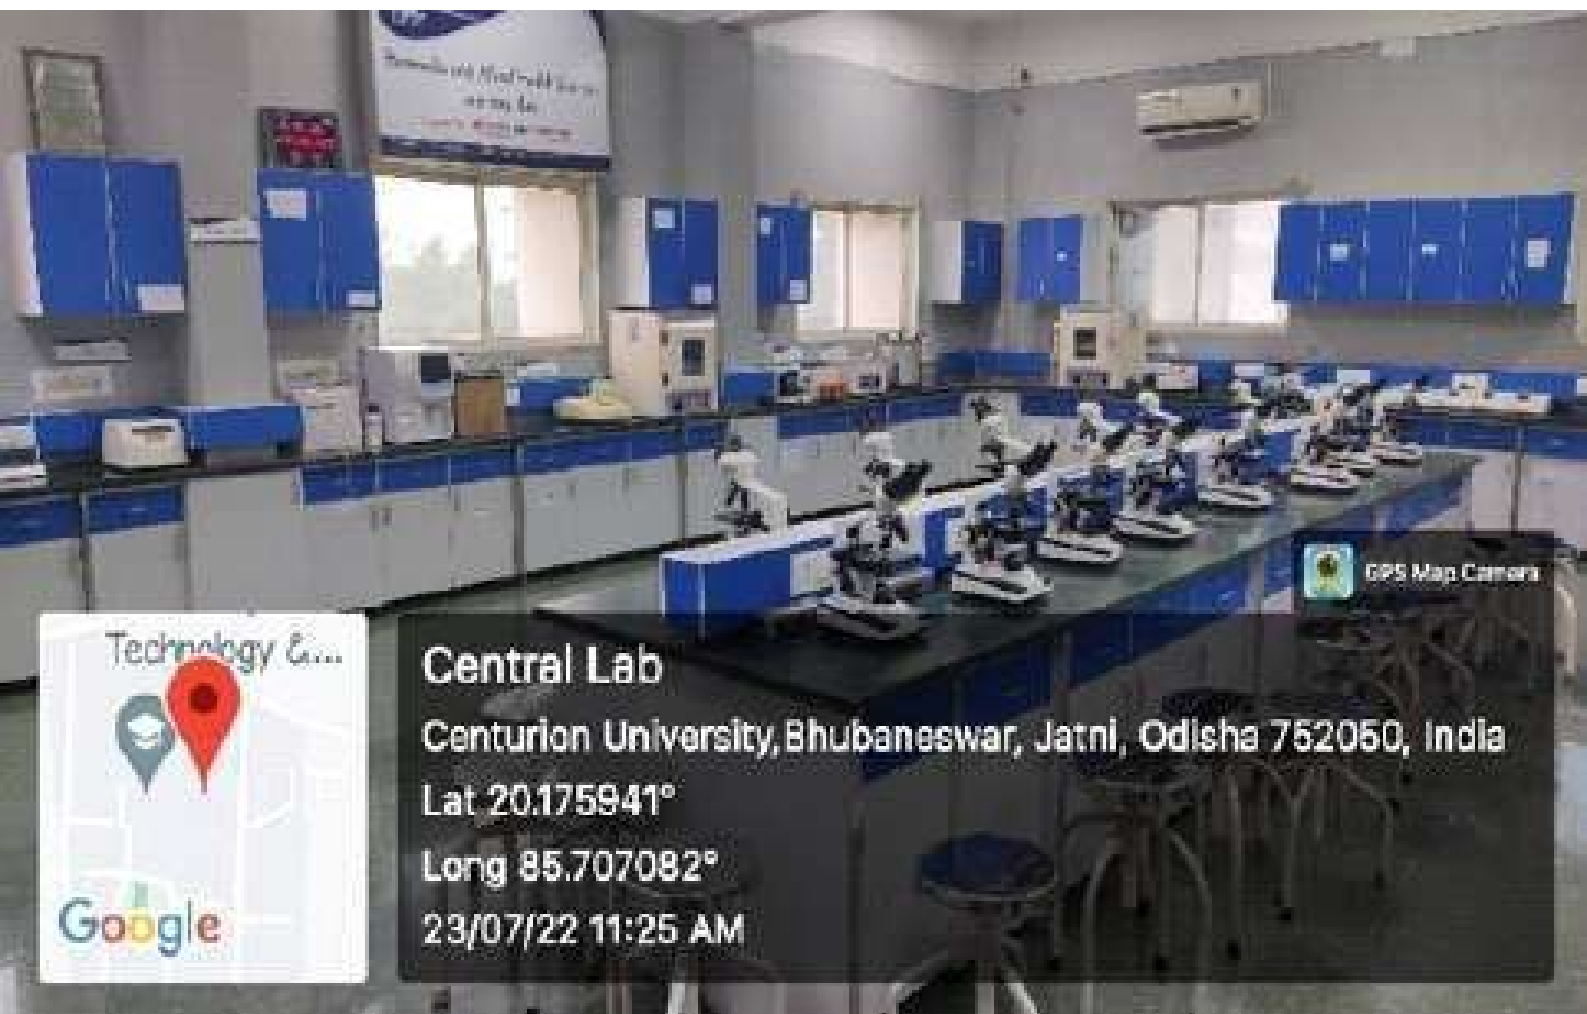 GPS Map Camera
Technology &...
Google
Central Lab
Centurion University,Bhubaneswar, Jatni, Odisha 752050, India
Lat 20.175941°
Long 85.707082°
23/07/22 11:25 AM